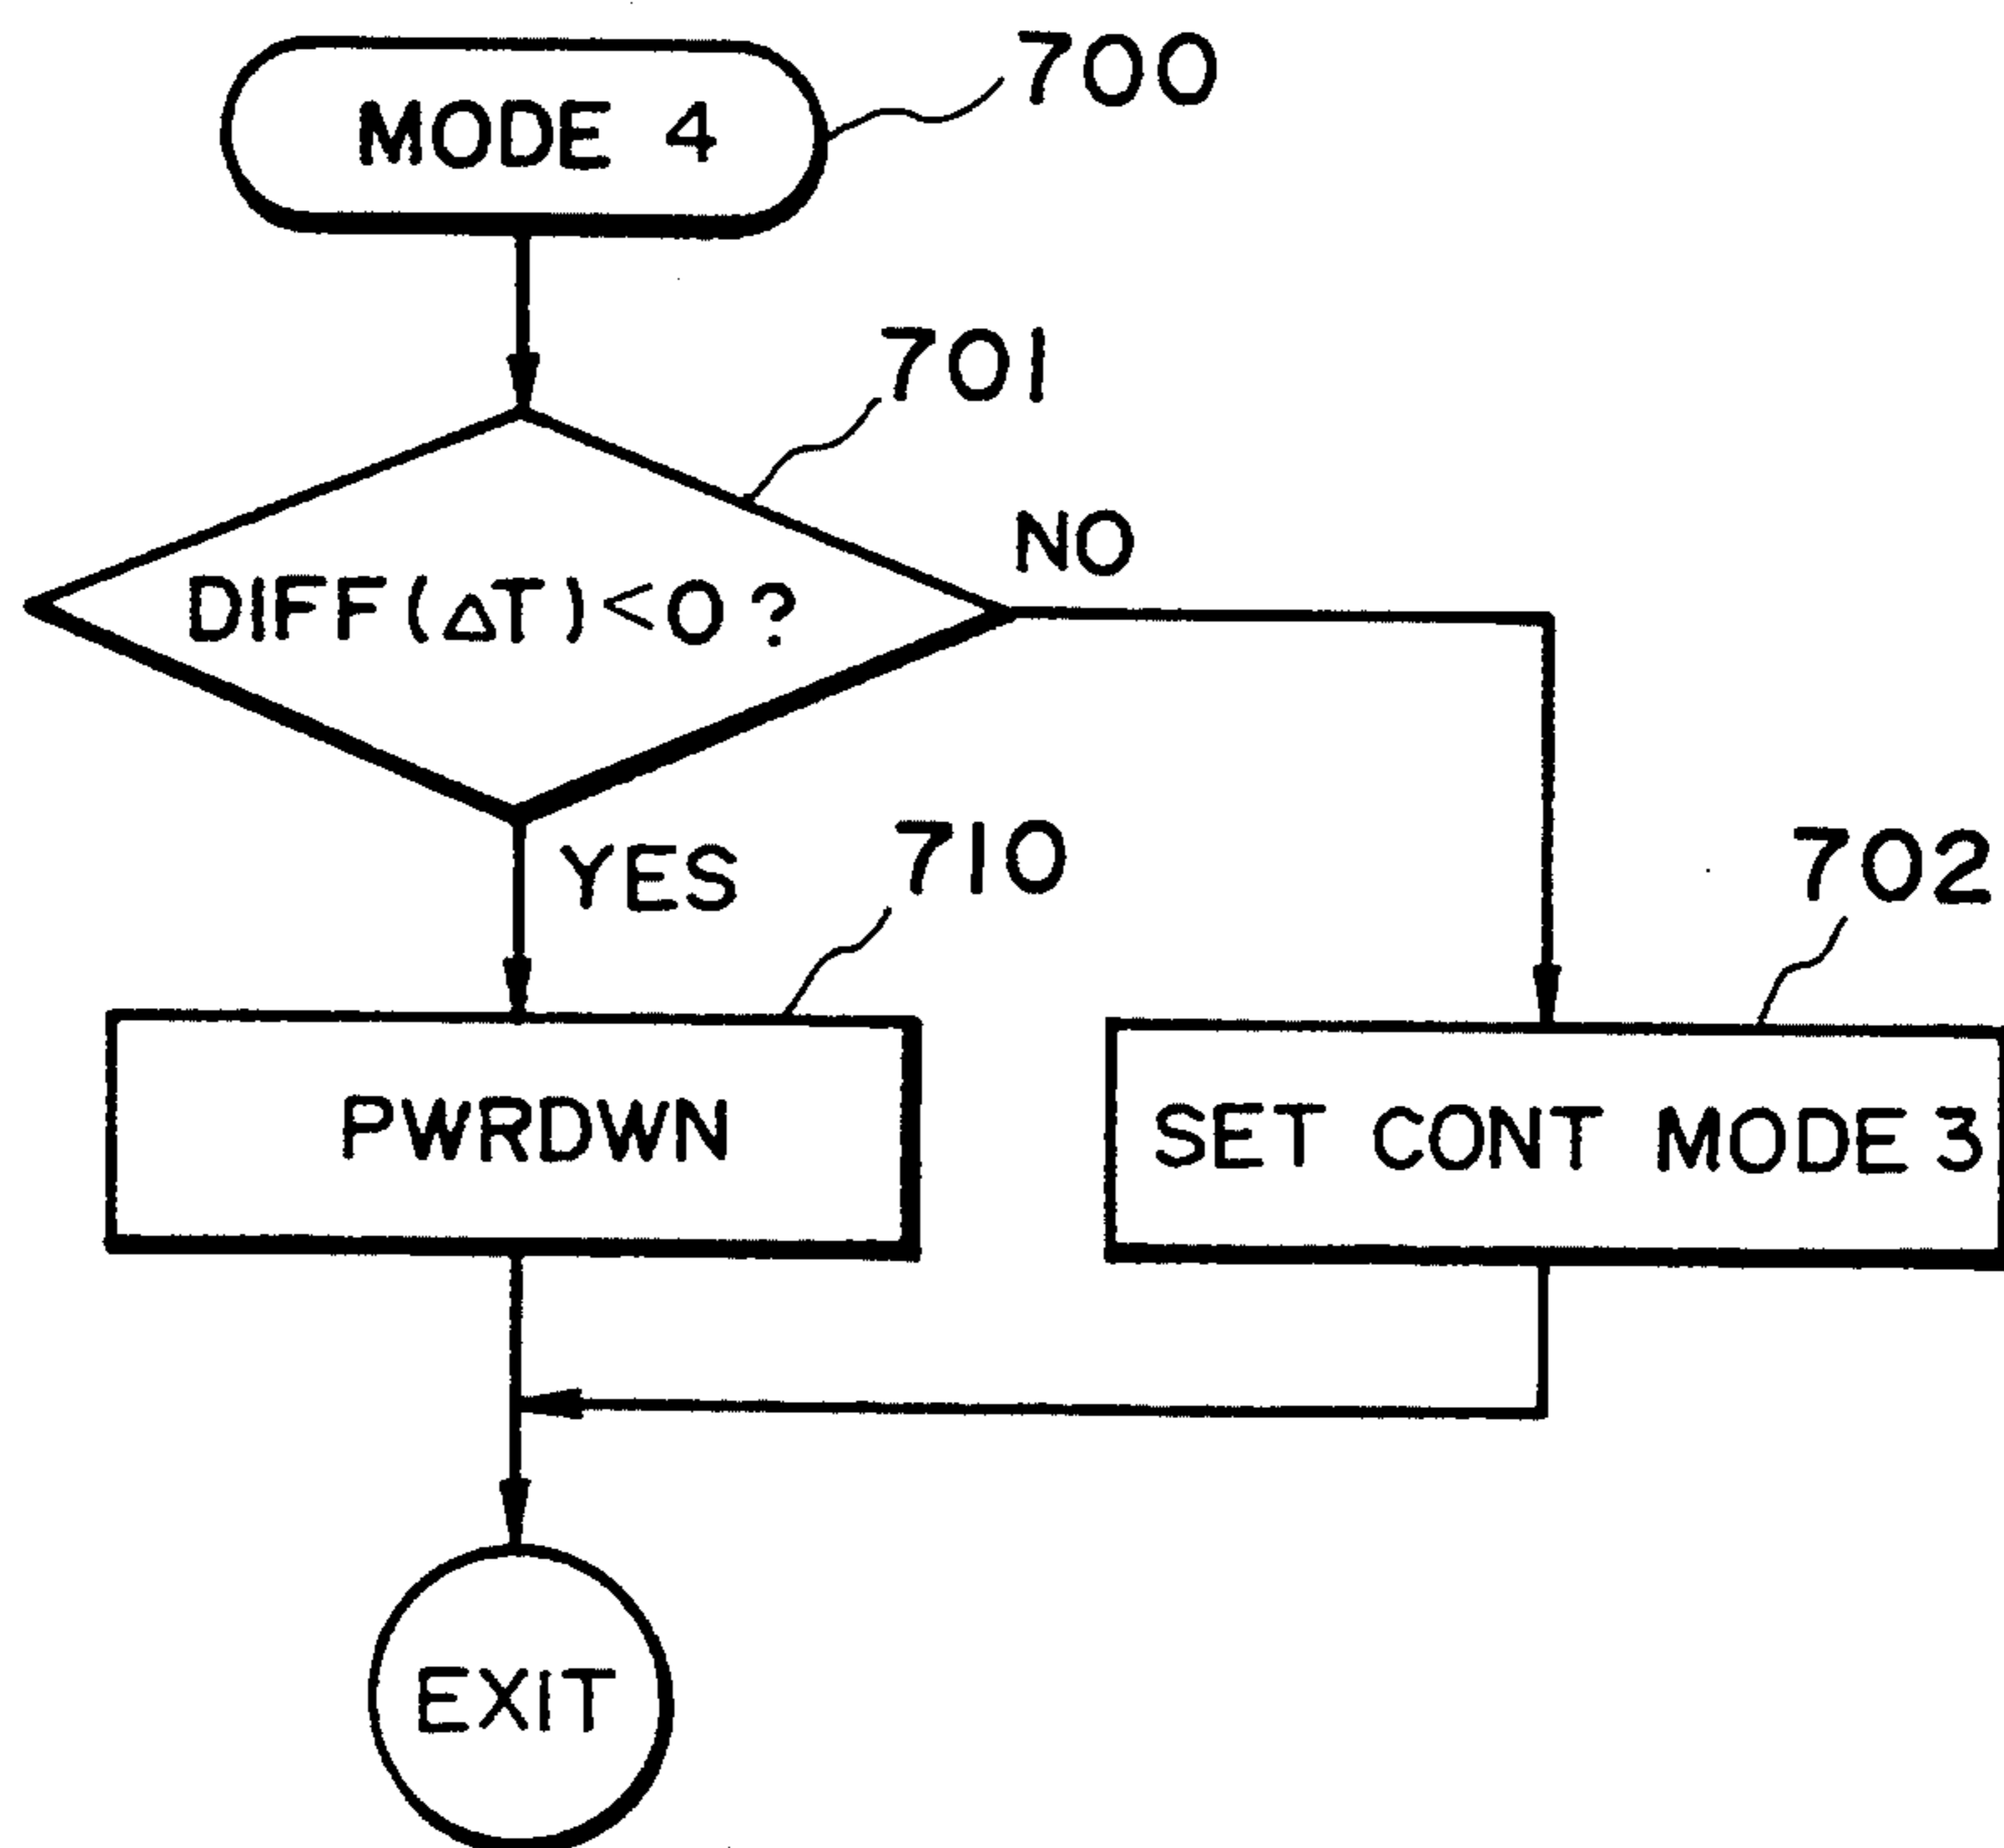 MODE 4
700
701
DIFF(ΔT)<0?
NO
YES
710
702
PWRDWN
SET CONT MODE 3
EXIT